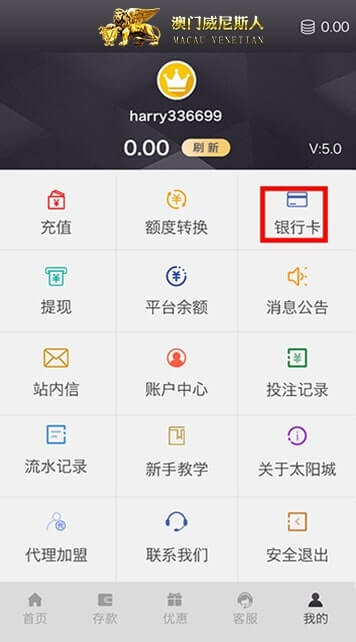 澳门威尼斯人
MACAU VENETIAN
0.00
harry336699
0.00 刷新
V:5.0
充值 额度转换 银行卡
提现 平台余额 消息公告
站内信 账户中心 投注记录
流水记录 新手教学 关于太阳城
代理加盟 联系我们 安全退出
首页 存款 优惠 客服 我的